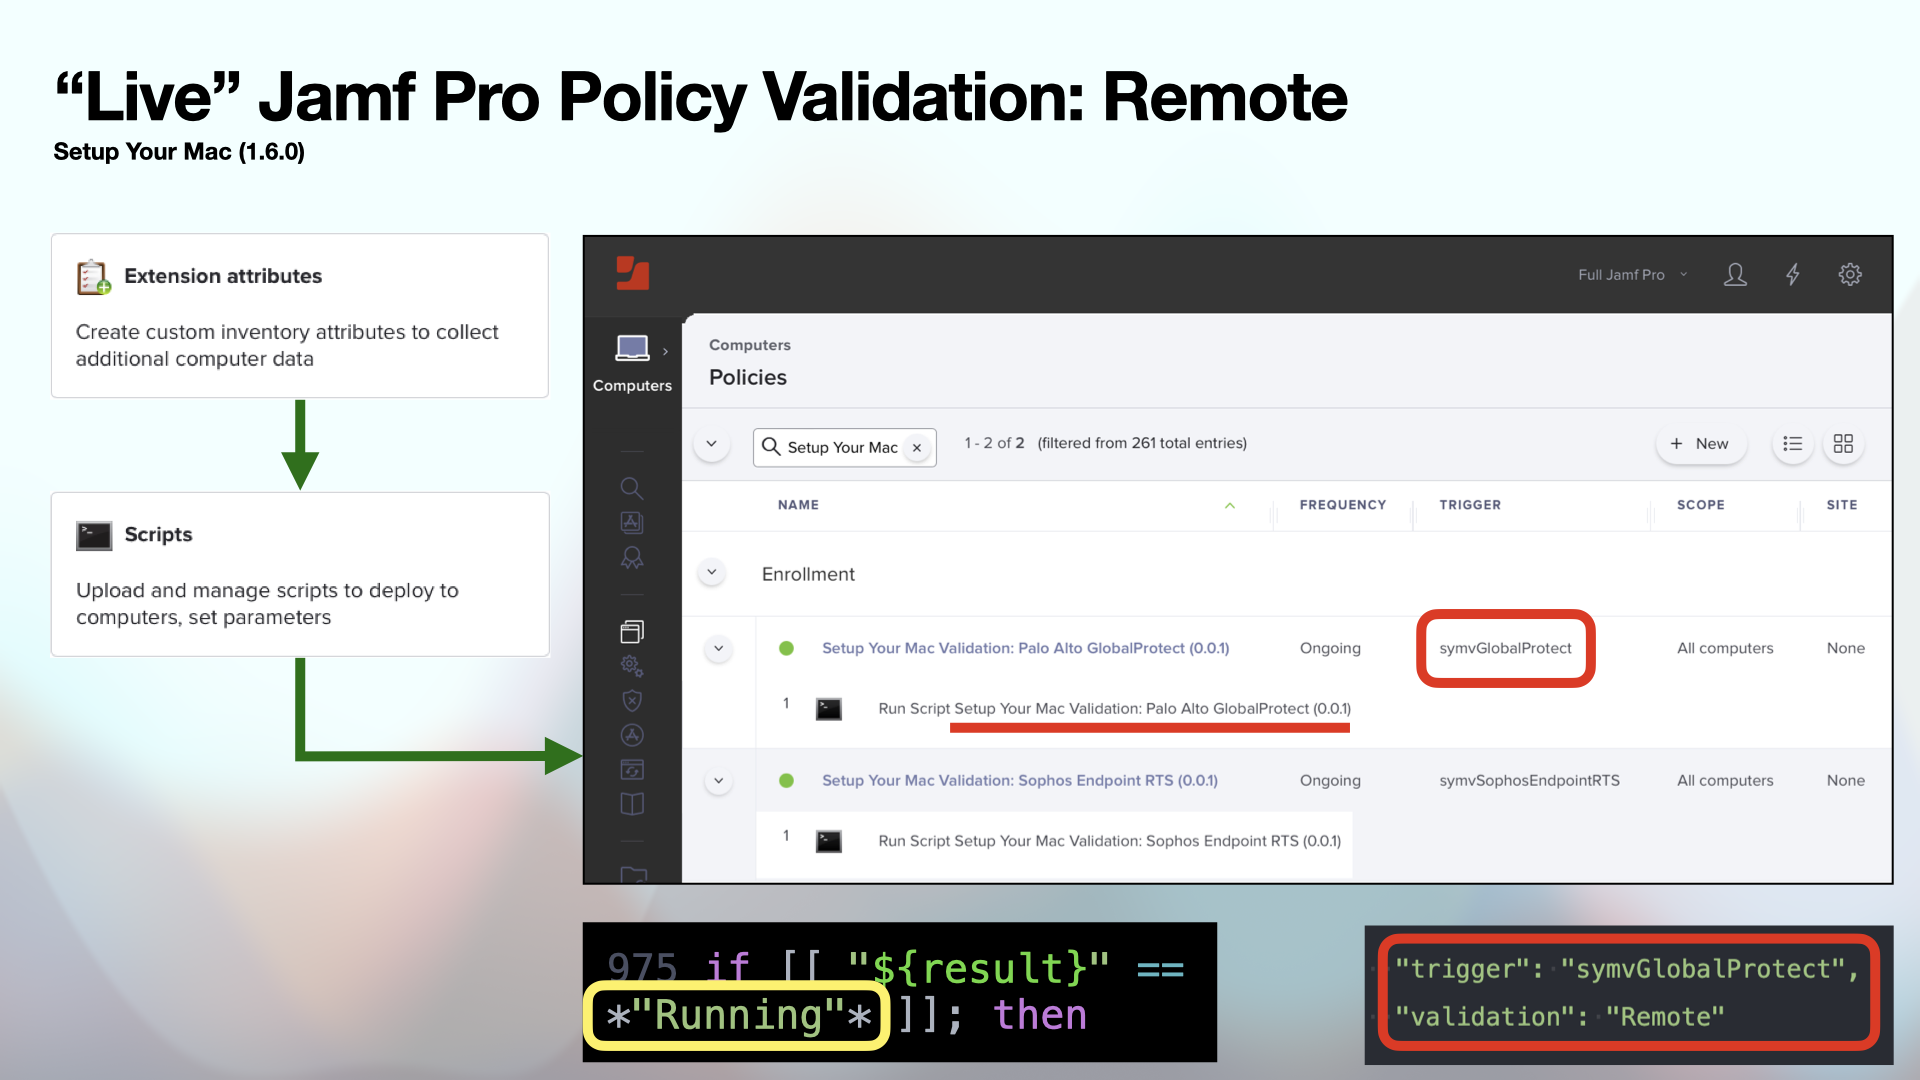 “Live” Jamf Pro Policy Validation: Remote
Setup Your Mac (1.6.0)
Extension attributes
Create custom inventory attributes to collect
additional computer data
Scripts
Upload and manage scripts to deploy to
computers, set parameters
Full Jamf Pro
Computers
Computers
Policies
Setup Your Mac
1 - 2 of 2 (filtered from 261 total entries)
+ New
NAME FREQUENCY TRIGGER SCOPE SITE
Enrollment
Setup Your Mac Validation: Palo Alto GlobalProtect (0.0.1) Ongoing symvGlobalProtect All computers None
1 Run Script Setup Your Mac Validation: Palo Alto GlobalProtect (0.0.1)
Setup Your Mac Validation: Sophos Endpoint RTS (0.0.1) Ongoing symvSophosEndpointRTS All computers None
1 Run Script Setup Your Mac Validation: Sophos Endpoint RTS (0.0.1)
975 if [[ "${result}" ==
*"Running"* ]]; then
"trigger": "symvGlobalProtect",
"validation": "Remote"